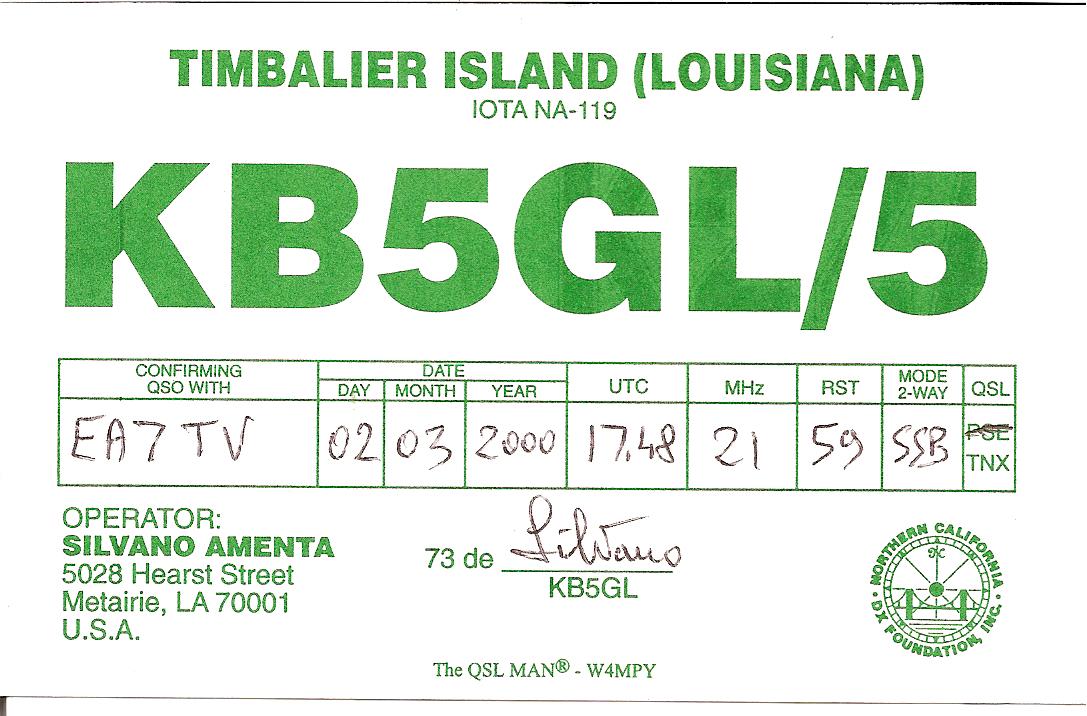 TIMBALIER ISLAND (LOUISIANA)
IOTA NA-119
KB5GL/5
CONFIRMING QSO WITH DATE DAY MONTH YEAR UTC MHz RST MODE 2-WAY QSL
EA7TV 02 03 2000 17.48 21 59 SSB PSE TNX
OPERATOR:
SILVANO AMENTA
5028 Hearst Street
Metairie, LA 70001
U.S.A.
73 de Silvano
KB5GL
NORTHERN CALIFORNIA
DX
• DX FOUNDATION, INC. •
The QSL MAN® - W4MPY